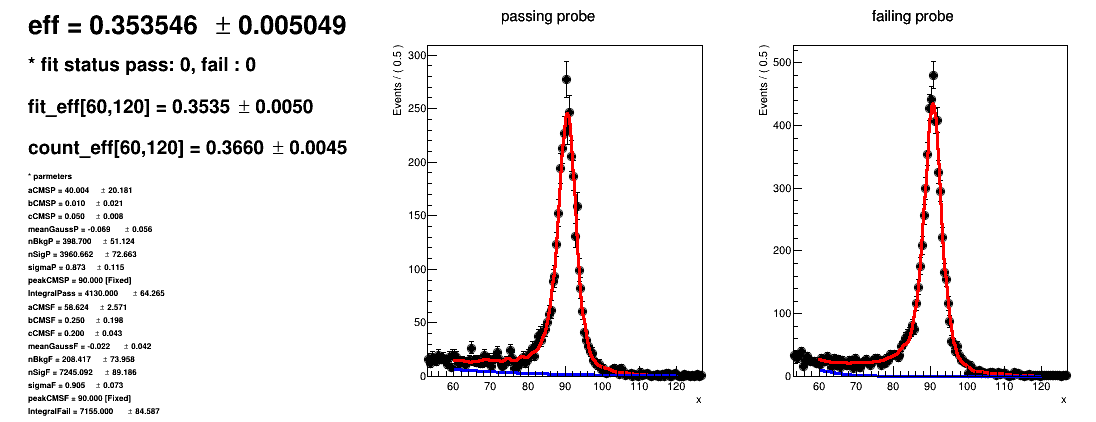 eff = 0.353546 ± 0.005049
* fit status pass: 0, fail : 0
fit_eff[60,120] = 0.3535 ± 0.0050
count_eff[60,120] = 0.3660 ± 0.0045
* parmeters
aCMSP = 40.004 ± 20.181
bCMSP = 0.010 ± 0.021
cCMSP = 0.050 ± 0.008
meanGaussP = -0.069 ± 0.056
nBkgP = 398.700 ± 51.124
nSigP = 3960.662 ± 72.663
sigmaP = 0.873 ± 0.115
peakCMSP = 90.000 [Fixed]
IntegralPass = 4130.000 ± 64.265
aCMSF = 58.624 ± 2.571
bCMSF = 0.250 ± 0.198
cCMSF = 0.200 ± 0.043
meanGaussF = -0.022 ± 0.042
nBkgF = 208.417 ± 73.958
nSigF = 7245.092 ± 89.186
sigmaF = 0.905 ± 0.073
peakCMSF = 90.000 [Fixed]
IntegralFail = 7155.000 ± 84.587
passing probe
Events / ( 0.5 )
300
250
200
150
100
50
0
60 70 80 90 100 110 120
x
failing probe
Events / ( 0.5 )
500
400
300
200
100
0
60 70 80 90 100 110 120
x